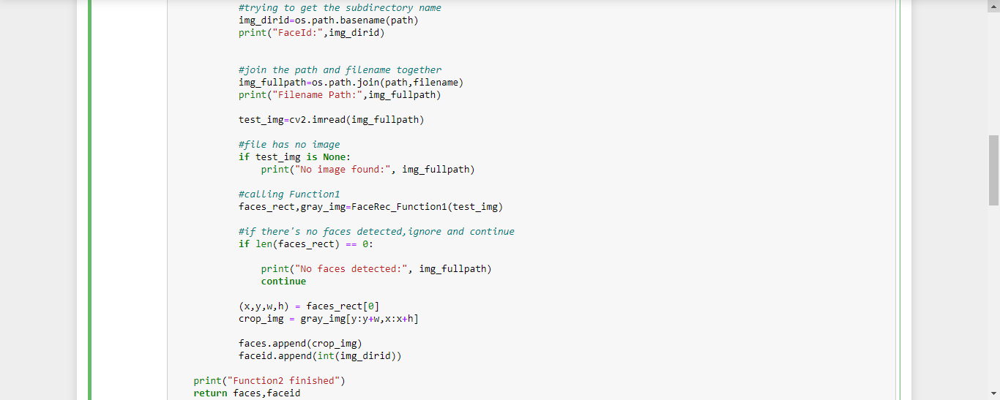 #trying to get the subdirectory name
img_dirid=os.path.basename(path)
print("FaceId:",img_dirid)
#join the path and filename together
img_fullpath=os.path.join(path,filename)
print("Filename Path:",img_fullpath)
test_img=cv2.imread(img_fullpath)
#file has no image
if test_img is None:
print("No image found:", img_fullpath)
#calling Function1
faces_rect,gray_img=FaceRec_Function1(test_img)
#if there's no faces detected,ignore and continue
if len(faces_rect) == 0:
print("No faces detected:", img_fullpath)
continue
(x,y,w,h) = faces_rect[0]
crop_img = gray_img[y:y+w,x:x+h]
faces.append(crop_img)
faceid.append(int(img_dirid))
print("Function2 finished")
return faces,faceid